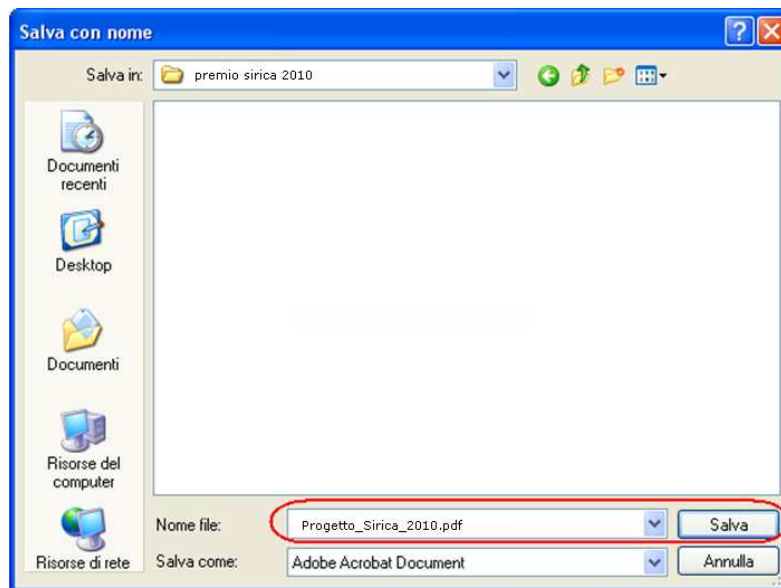 Salva con nome
Salva in:
premio sirica 2010
Documenti
recenti
Desktop
Documenti
Risorse del
computer
Risorse di rete
Nome file:
Progetto_Sirica_2010.pdf
Salva
Salva come:
Adobe Acrobat Document
Annulla